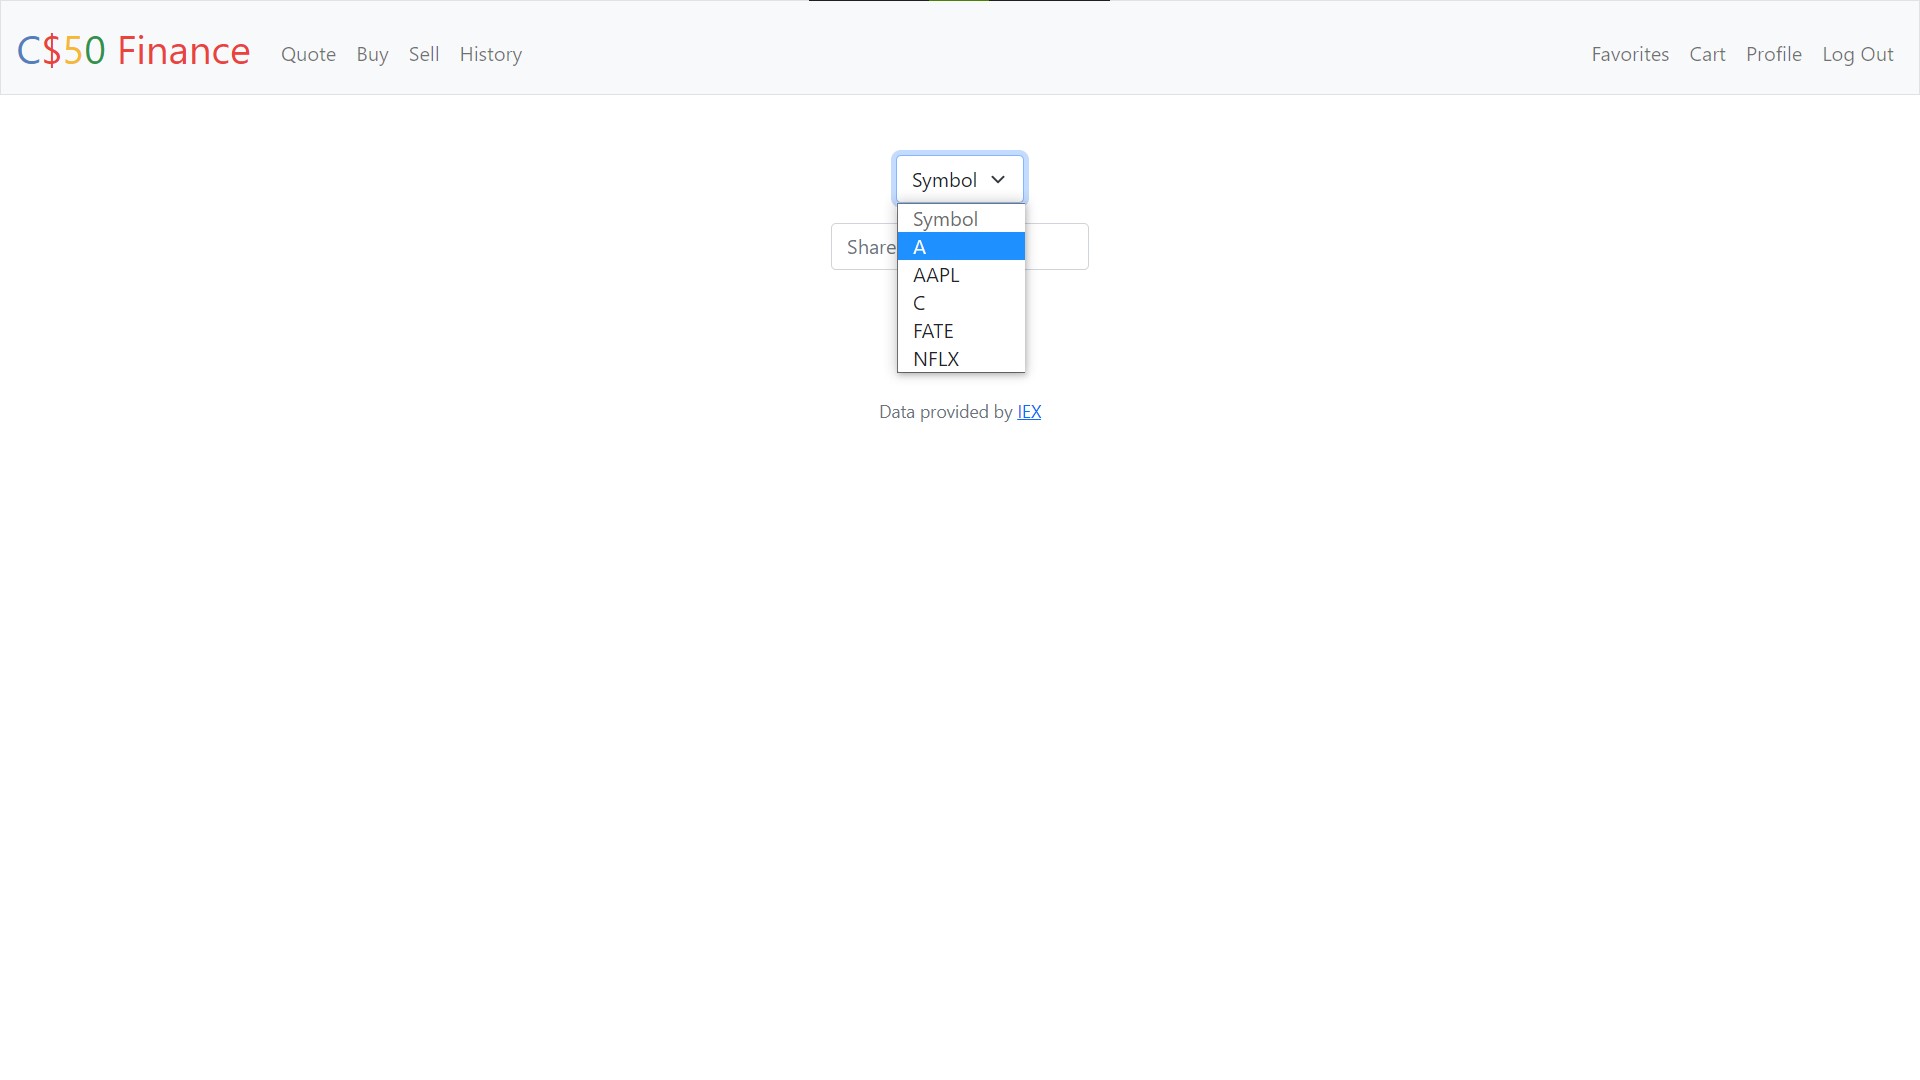 C$50 Finance Quote Buy Sell History Favorites Cart Profile Log Out
Symbol
Symbol
Share A
AAPL
C
FATE
NFLX
Data provided by IEX